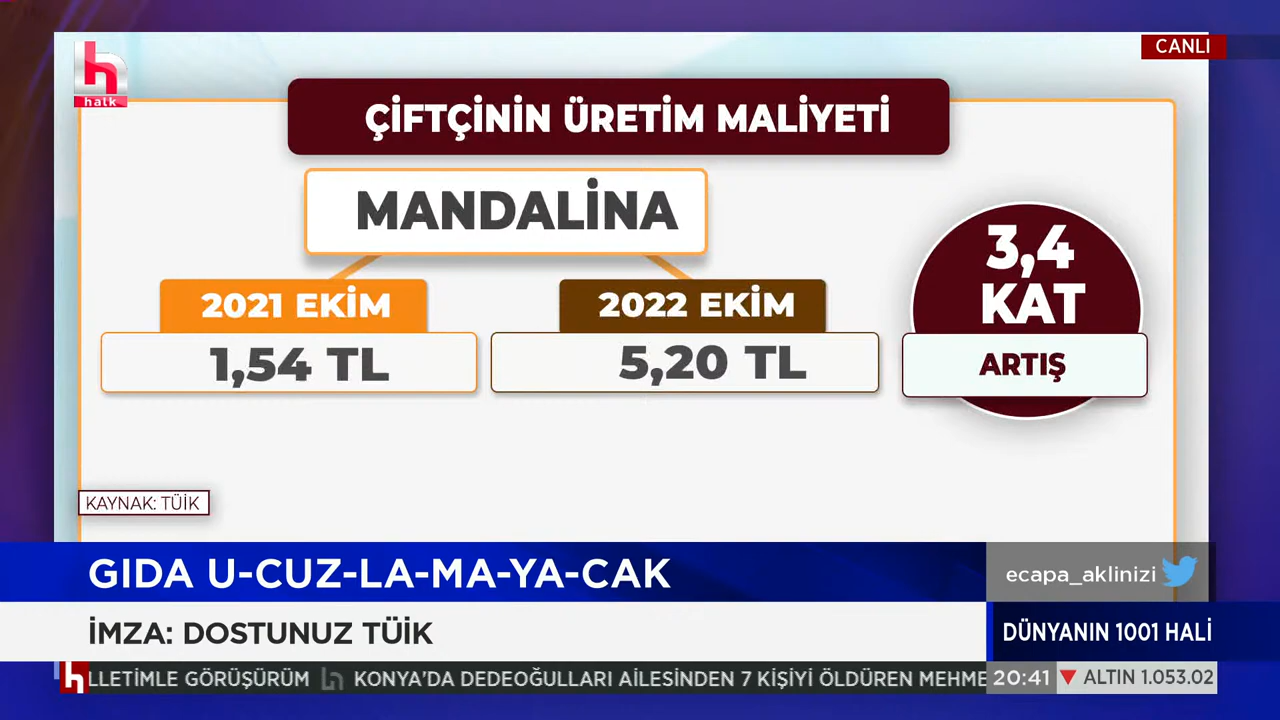 h
halk
CANLI
ÇİFTÇİNİN ÜRETİM MALİYETİ
MANDALİNA
2021 EKİM
2022 EKİM
1,54 TL
5,20 TL
3,4
KAT
ARTIŞ
KAYNAK: TÜİK
GIDA U-CUZ-LA-MA-YA-CAK
ecapa_aklinizi
İMZA: DOSTUNUZ TÜİK
DÜNYANIN 1001 HALİ
h LLETİMLE GÖRÜŞÜRÜM h KONYA'DA DEDEOĞULLARI AİLESİNDEN 7 KİŞİYİ ÖLDÜREN MEHME 20:41 ALTIN 1.053.02